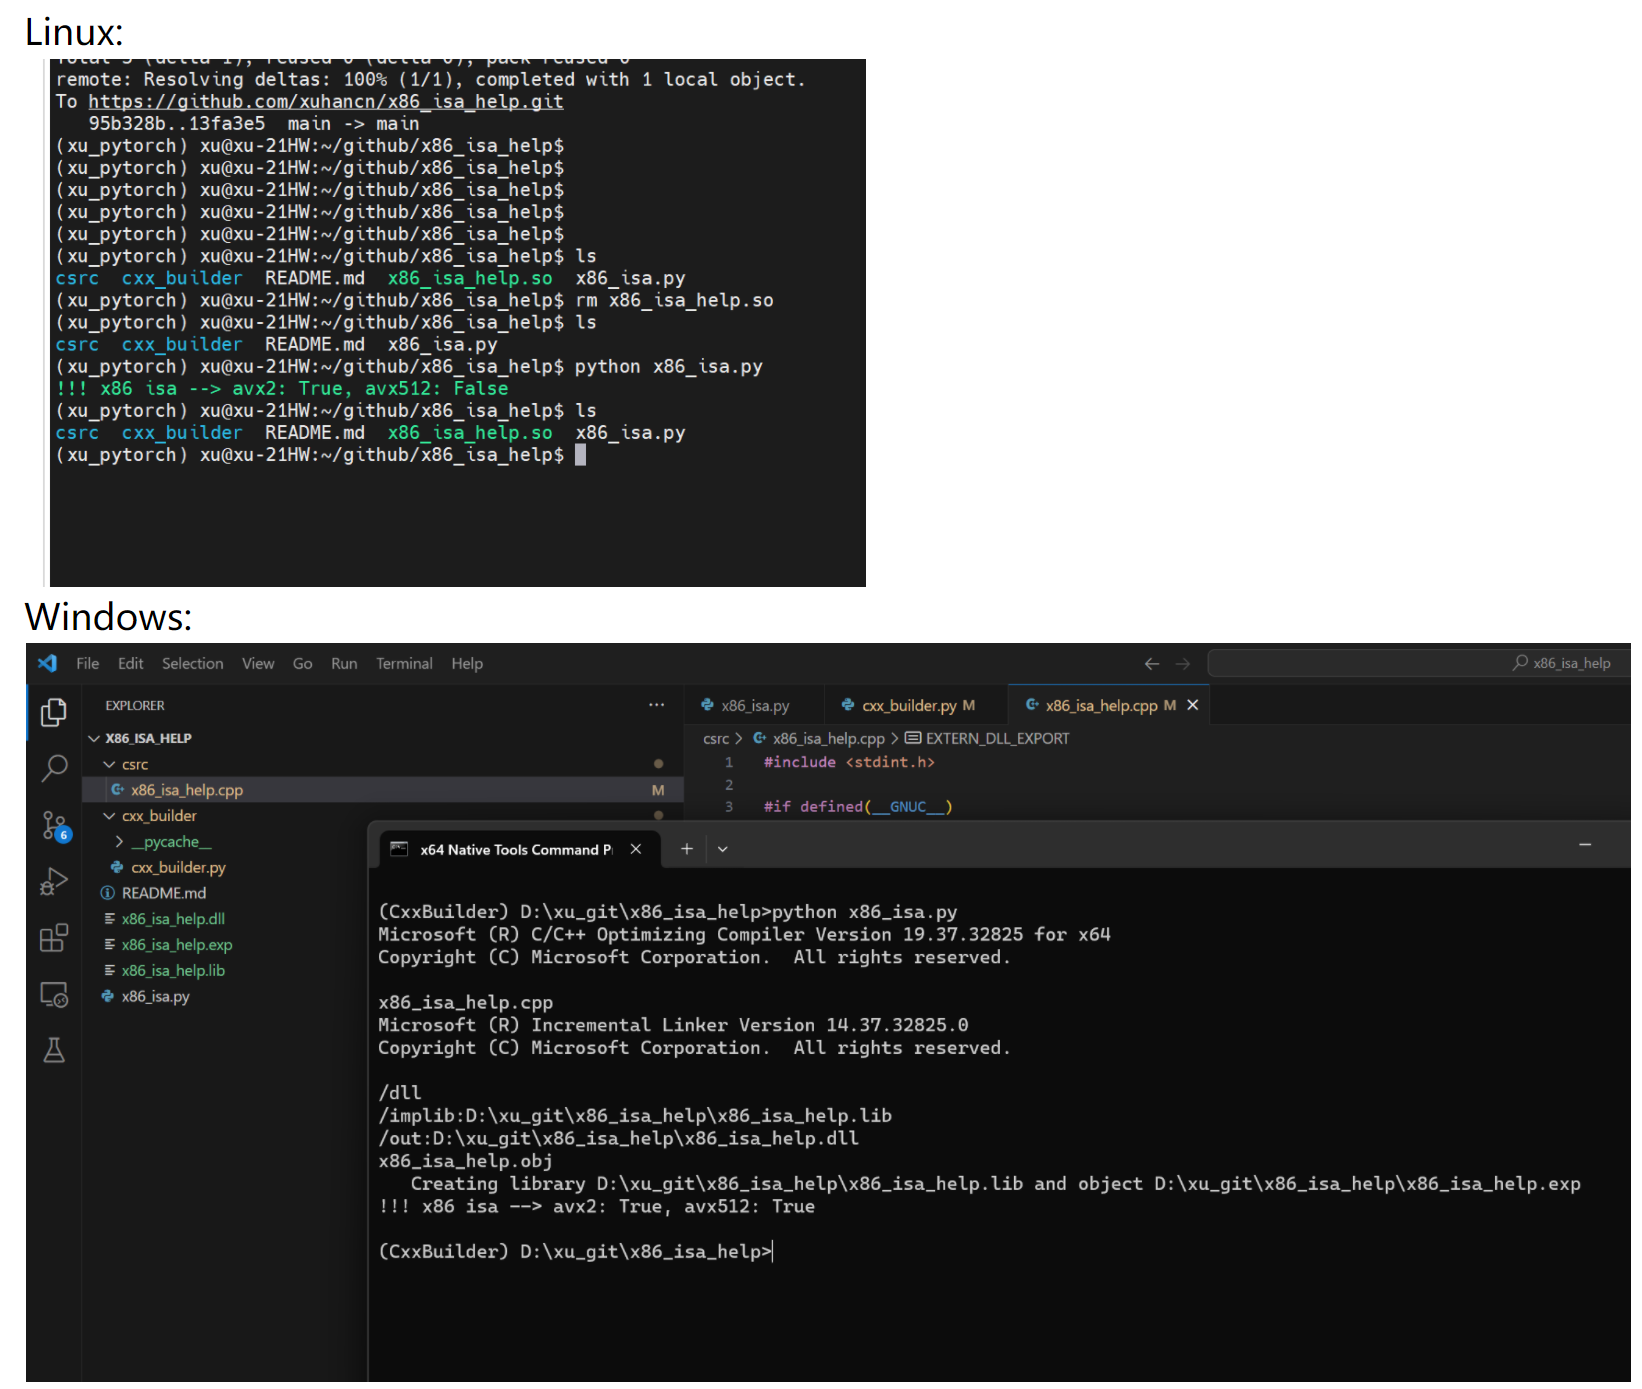 Linux:
Total 3 (delta 1), reused 0 (delta 0), pack-reused 0
remote: Resolving deltas: 100% (1/1), completed with 1 local object.
To https://github.com/xuhancn/x86_isa_help.git
   95b328b..13fa3e5  main -> main
(xu_pytorch) xu@xu-21HW:~/github/x86_isa_help$
(xu_pytorch) xu@xu-21HW:~/github/x86_isa_help$
(xu_pytorch) xu@xu-21HW:~/github/x86_isa_help$
(xu_pytorch) xu@xu-21HW:~/github/x86_isa_help$
(xu_pytorch) xu@xu-21HW:~/github/x86_isa_help$
(xu_pytorch) xu@xu-21HW:~/github/x86_isa_help$ ls
csrc  cxx_builder  README.md  x86_isa_help.so  x86_isa.py
(xu_pytorch) xu@xu-21HW:~/github/x86_isa_help$ rm x86_isa_help.so
(xu_pytorch) xu@xu-21HW:~/github/x86_isa_help$ ls
csrc  cxx_builder  README.md  x86_isa.py
(xu_pytorch) xu@xu-21HW:~/github/x86_isa_help$ python x86_isa.py
!!! x86 isa --> avx2: True, avx512: False
(xu_pytorch) xu@xu-21HW:~/github/x86_isa_help$ ls
csrc  cxx_builder  README.md  x86_isa_help.so  x86_isa.py
(xu_pytorch) xu@xu-21HW:~/github/x86_isa_help$
Windows:
File Edit Selection View Go Run Terminal Help
x86_isa_help
EXPLORER
X86_ISA_HELP
csrc
x86_isa_help.cpp M
cxx_builder
__pycache__
cxx_builder.py
README.md
x86_isa_help.dll
x86_isa_help.exp
x86_isa_help.lib
x86_isa.py
6
x86_isa.py cxx_builder.py M x86_isa_help.cpp M
csrc > x86_isa_help.cpp > EXTERN_DLL_EXPORT
1 #include <stdint.h>
2
3 #if defined(__GNUC__)
x64 Native Tools Command P
(CxxBuilder) D:\xu_git\x86_isa_help>python x86_isa.py
Microsoft (R) C/C++ Optimizing Compiler Version 19.37.32825 for x64
Copyright (C) Microsoft Corporation.  All rights reserved.
x86_isa_help.cpp
Microsoft (R) Incremental Linker Version 14.37.32825.0
Copyright (C) Microsoft Corporation.  All rights reserved.
/dll
/implib:D:\xu_git\x86_isa_help\x86_isa_help.lib
/out:D:\xu_git\x86_isa_help\x86_isa_help.dll
x86_isa_help.obj
   Creating library D:\xu_git\x86_isa_help\x86_isa_help.lib and object D:\xu_git\x86_isa_help\x86_isa_help.exp
!!! x86 isa --> avx2: True, avx512: True
(CxxBuilder) D:\xu_git\x86_isa_help>